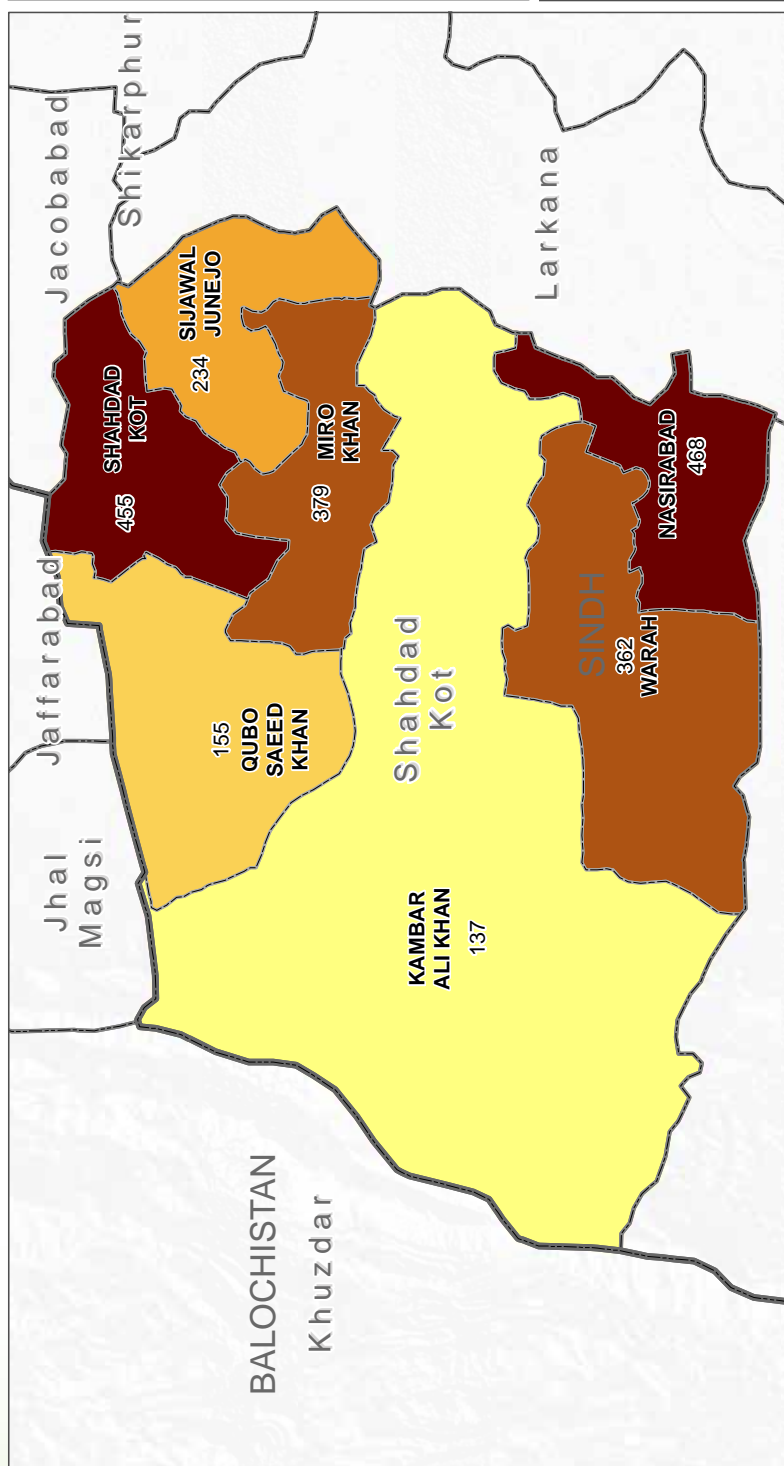 Jhal
Magsi
Jaffarabad
Jacobabad
Shikarphur
SHAHDAD
KOT
455
SIJAWAL
JUNEJO
234
155
QUBO
SAEED
KHAN
BALOCHISTAN
Khuzdar
379
MIRO
KHAN
Shahdad
Kot
KAMBAR
ALI KHAN
137
Larkana
SINDH
362
WARAH
NASIRABAD
468